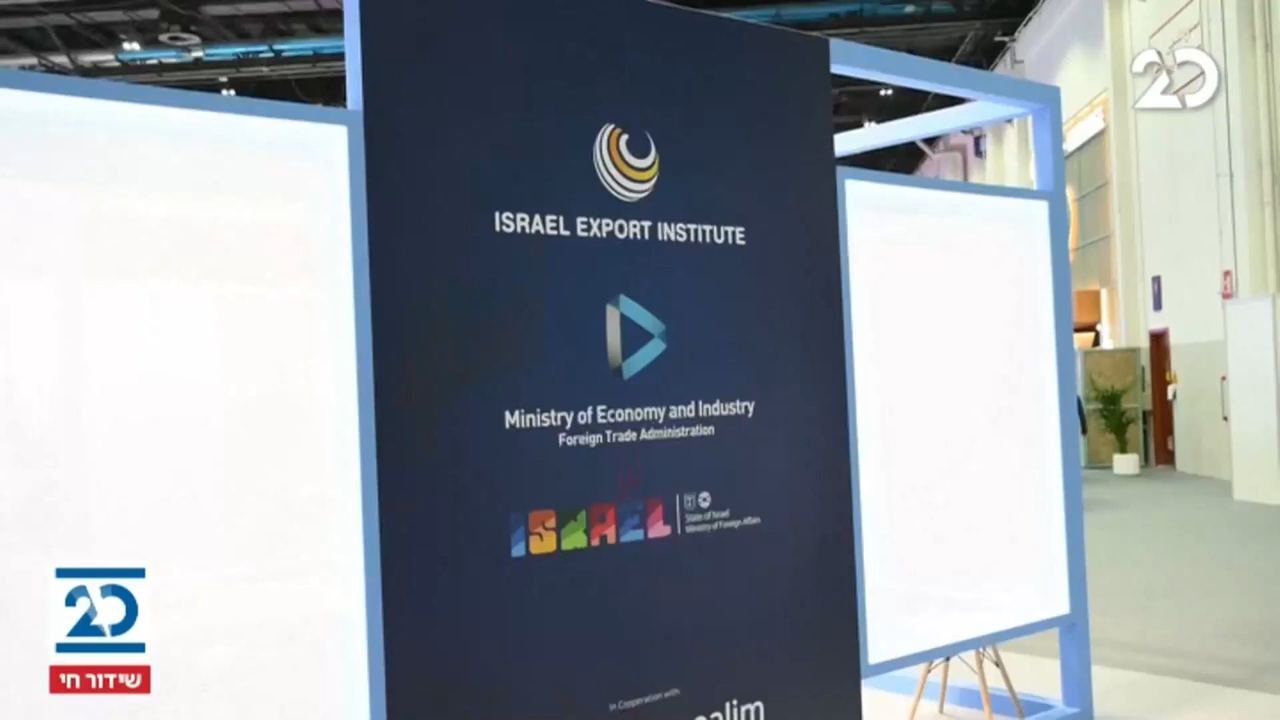 20
ISRAEL EXPORT INSTITUTE
Ministry of Economy and Industry
Foreign Trade Administration
ISRAEL
State of Israel
Ministry of Foreign Affairs
20
שידור חי
In Cooperation with